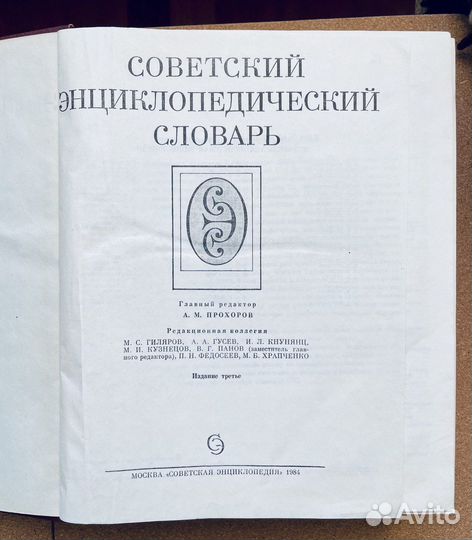 СОВЕТСКИЙ
ЭНЦИКЛОПЕДИЧЕСКИЙ
СЛОВАРЬ
Главный редактор
А. М. ПРОХОРОВ
Редакционная коллегия
М. С. ГИЛЯРОВ, А. А. ГУСЕВ, И. Л. КНУНЯНЦ,
М. И. КУЗНЕЦОВ, В. Г. ПАНОВ (заместитель глав-
ного редактора), П. Н. ФЕДОСЕЕВ, М. Б. ХРАПЧЕНКО
Издание третье
СЭ
МОСКВА «СОВЕТСКАЯ ЭНЦИКЛОПЕДИЯ» 1984
Avito